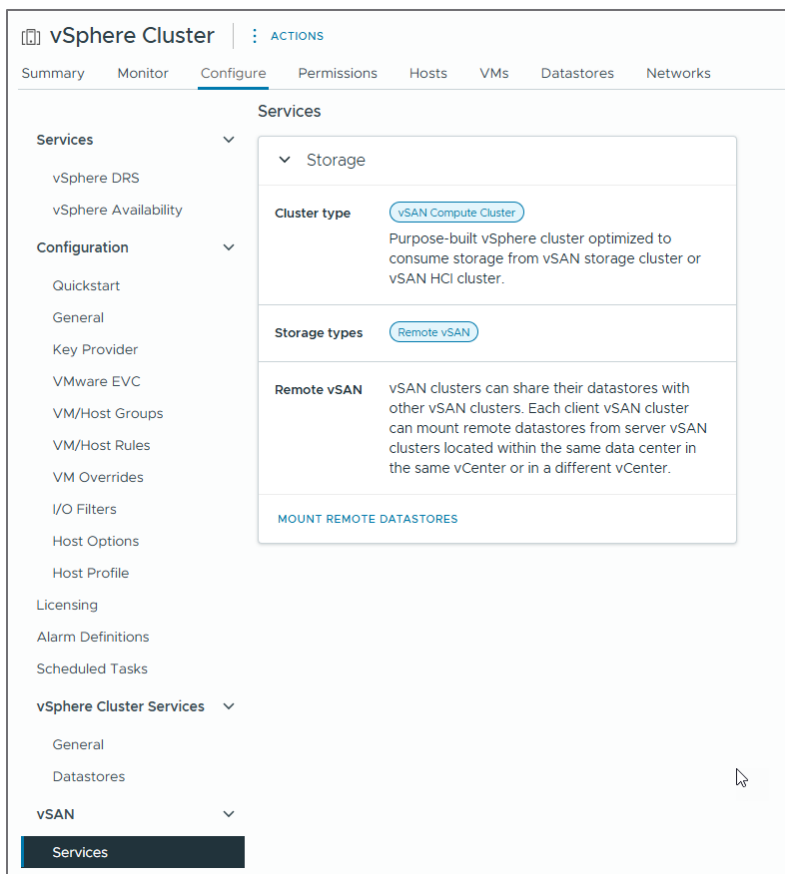 vSphere Cluster
ACTIONS
Summary Monitor Configure Permissions Hosts VMs Datastores Networks
Services
vSphere DRS
vSphere Availability
Configuration
Quickstart
General
Key Provider
VMware EVC
VM/Host Groups
VM/Host Rules
VM Overrides
I/O Filters
Host Options
Host Profile
Licensing
Alarm Definitions
Scheduled Tasks
vSphere Cluster Services
General
Datastores
vSAN
Services
Services
Storage
Cluster type
vSAN Compute Cluster
Purpose-built vSphere cluster optimized to
consume storage from vSAN storage cluster or
vSAN HCI cluster.
Storage types
Remote vSAN
Remote vSAN
vSAN clusters can share their datastores with
other vSAN clusters. Each client vSAN cluster
can mount remote datastores from server vSAN
clusters located within the same data center in
the same vCenter or in a different vCenter.
MOUNT REMOTE DATASTORES